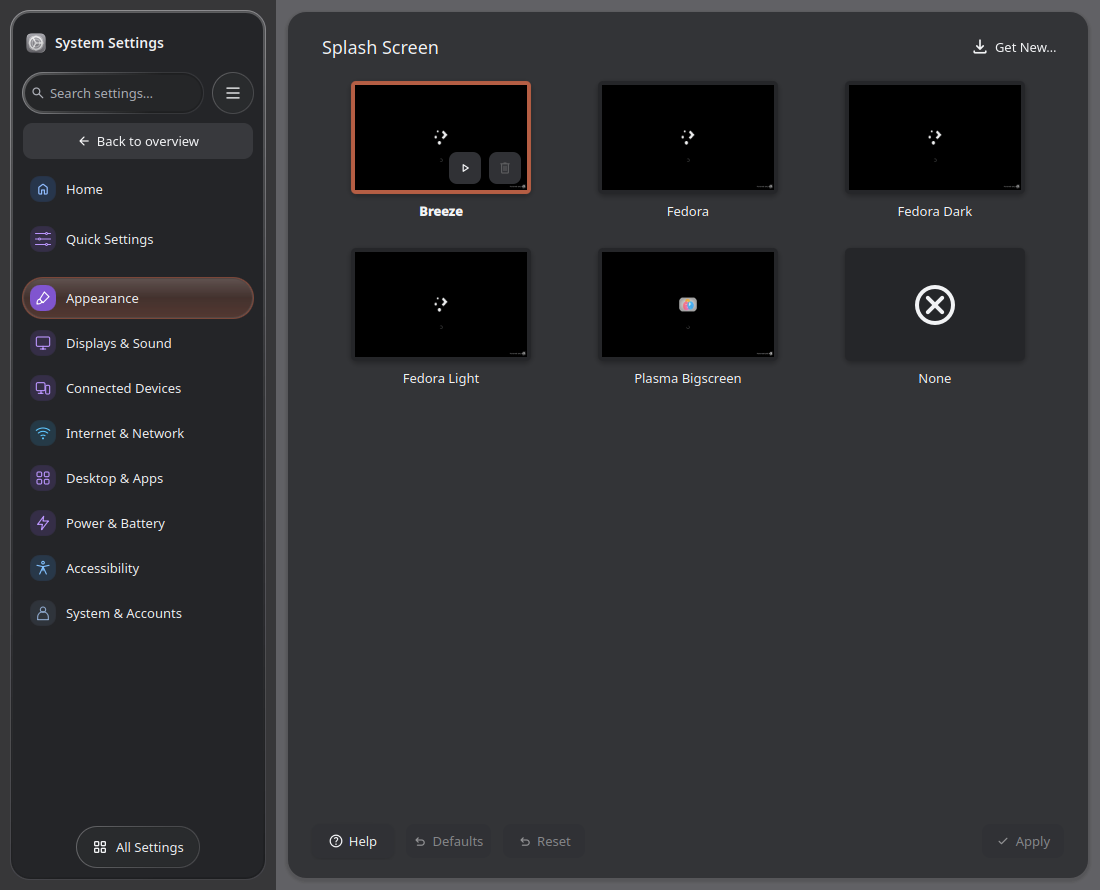 System Settings
Search settings...
Back to overview
Home
Quick Settings
Appearance
Displays & Sound
Connected Devices
Internet & Network
Desktop & Apps
Power & Battery
Accessibility
System & Accounts
All Settings
Splash Screen
Get New...
Breeze
Fedora
Fedora Dark
Fedora Light
Plasma Bigscreen
None
Help
Defaults
Reset
Apply